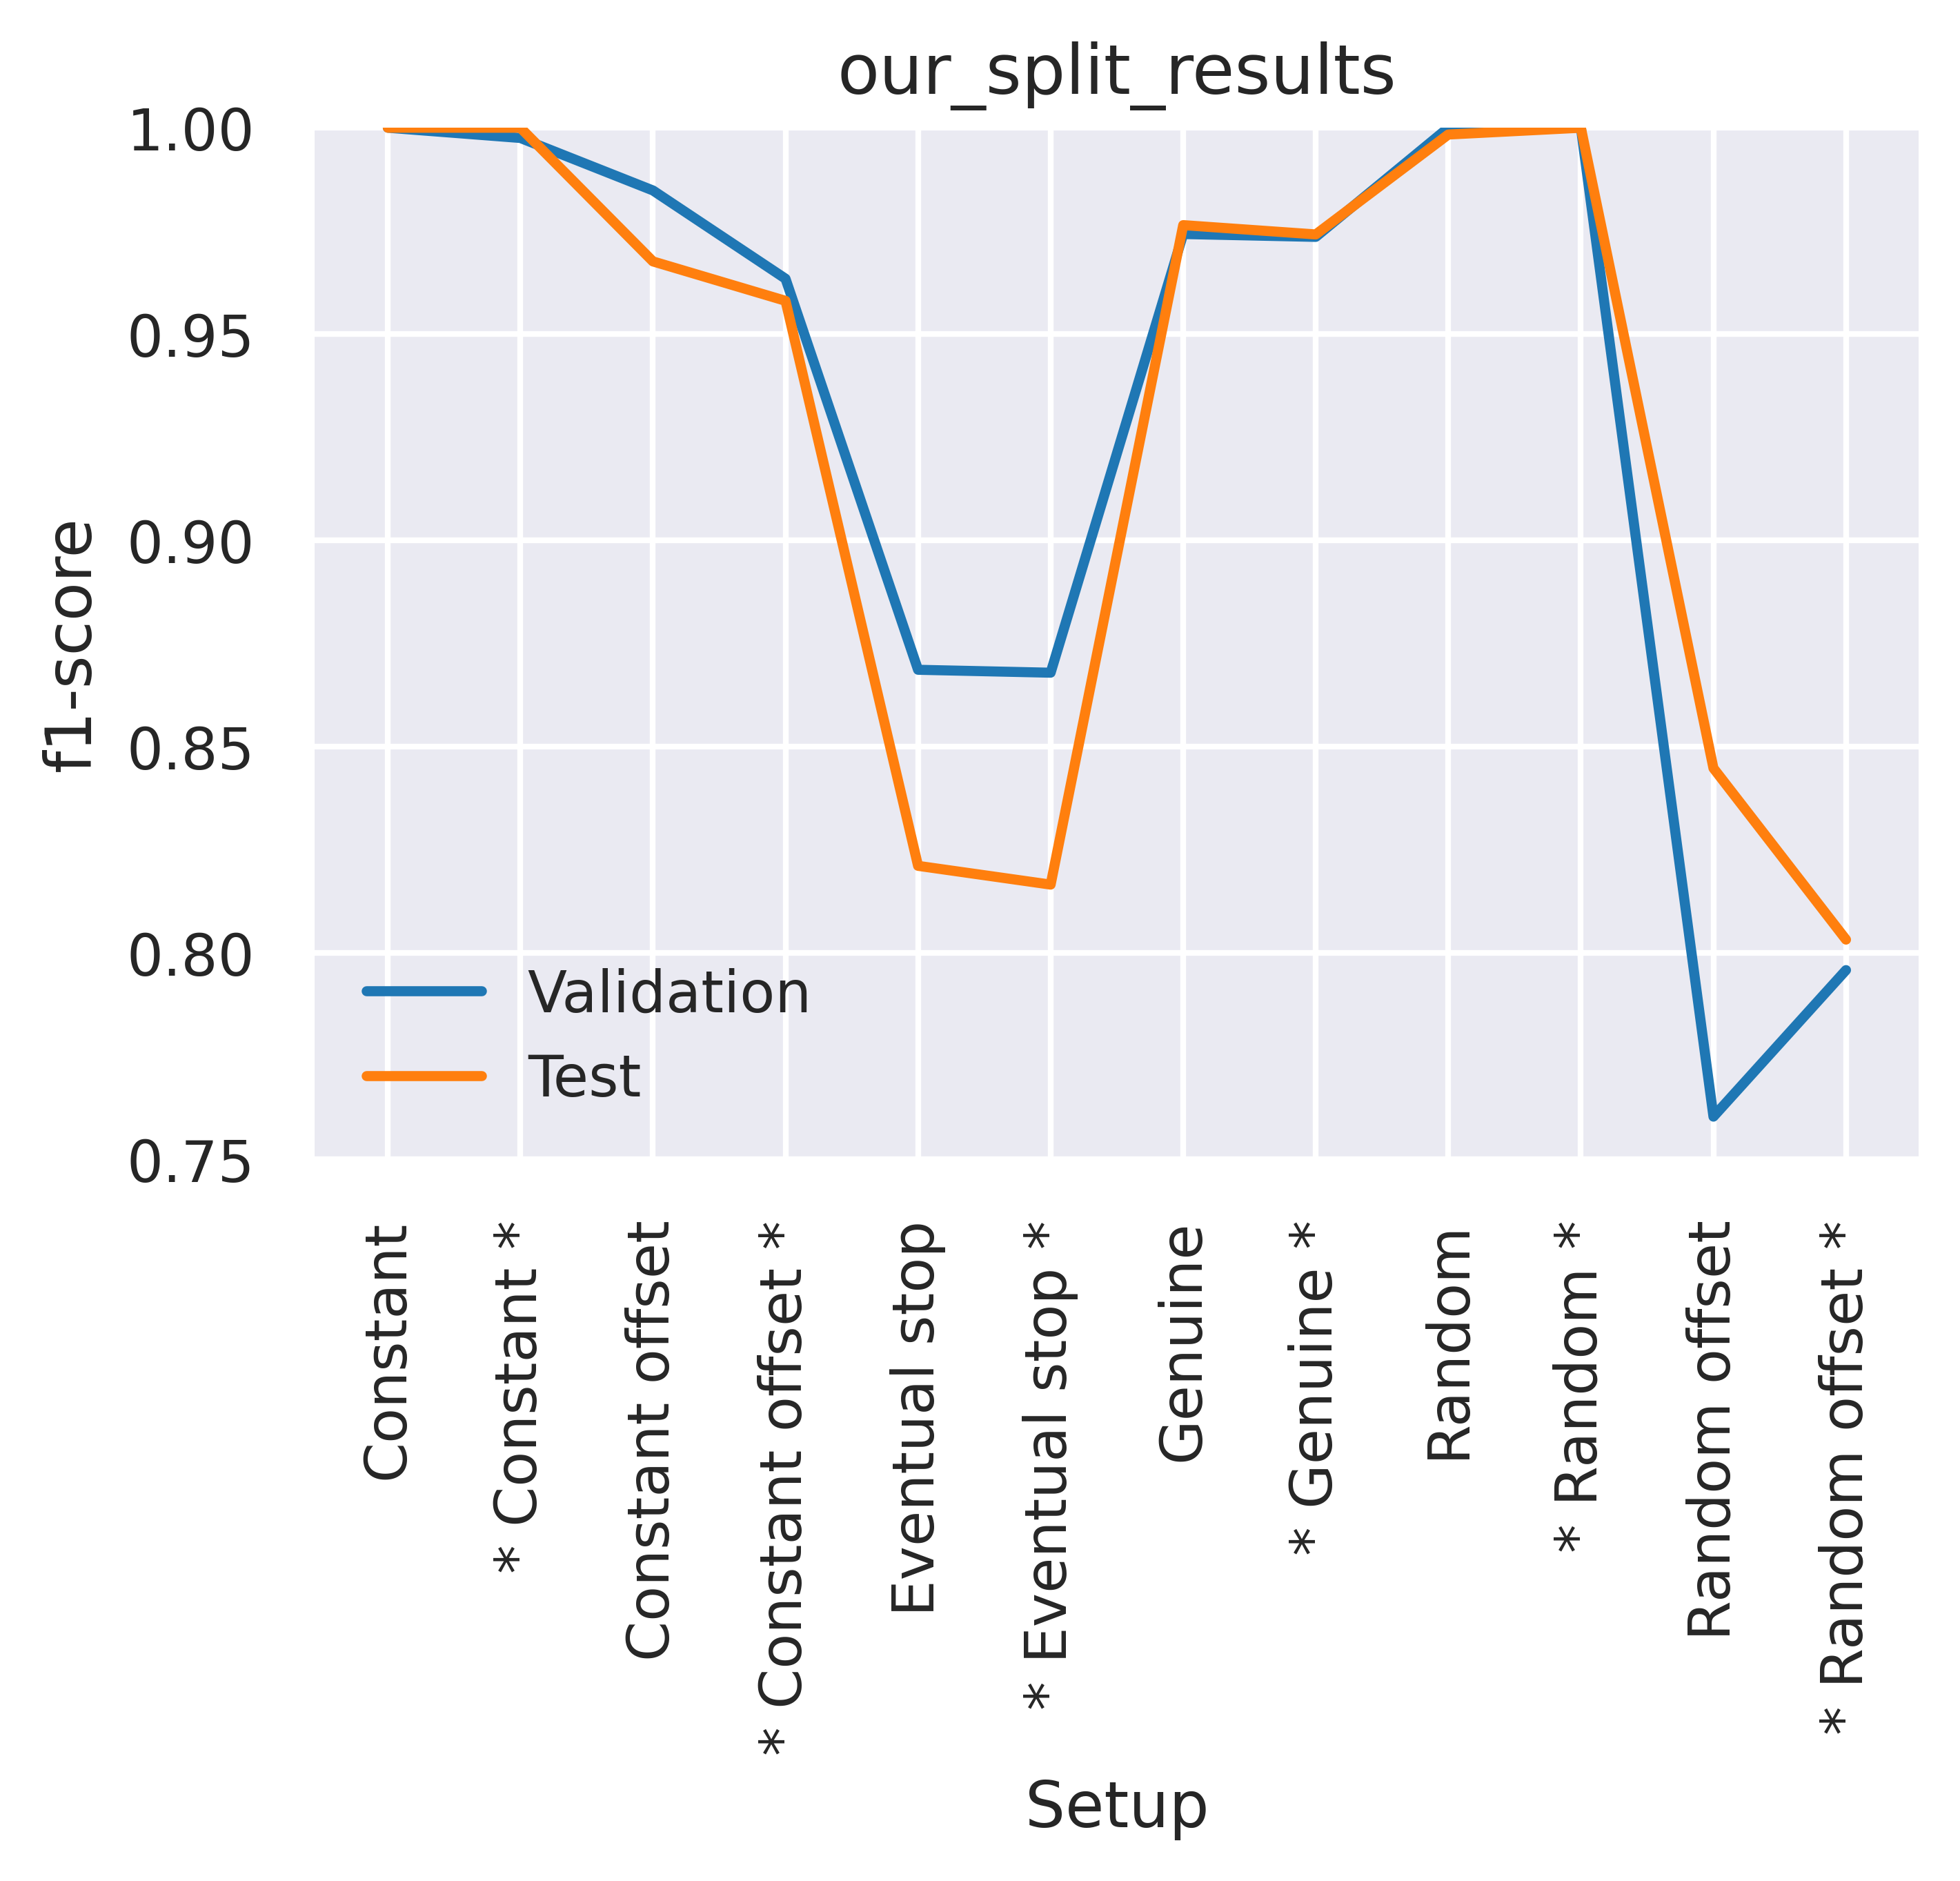 our_split_results
1.00
0.95
0.90
0.85
0.80
0.75
f1-score
Validation
Test
Constant
* Constant *
Constant offset
* Constant offset *
Eventual stop
* Eventual stop *
Genuine
* Genuine *
Random
* Random *
Random offset
* Random offset *
Setup